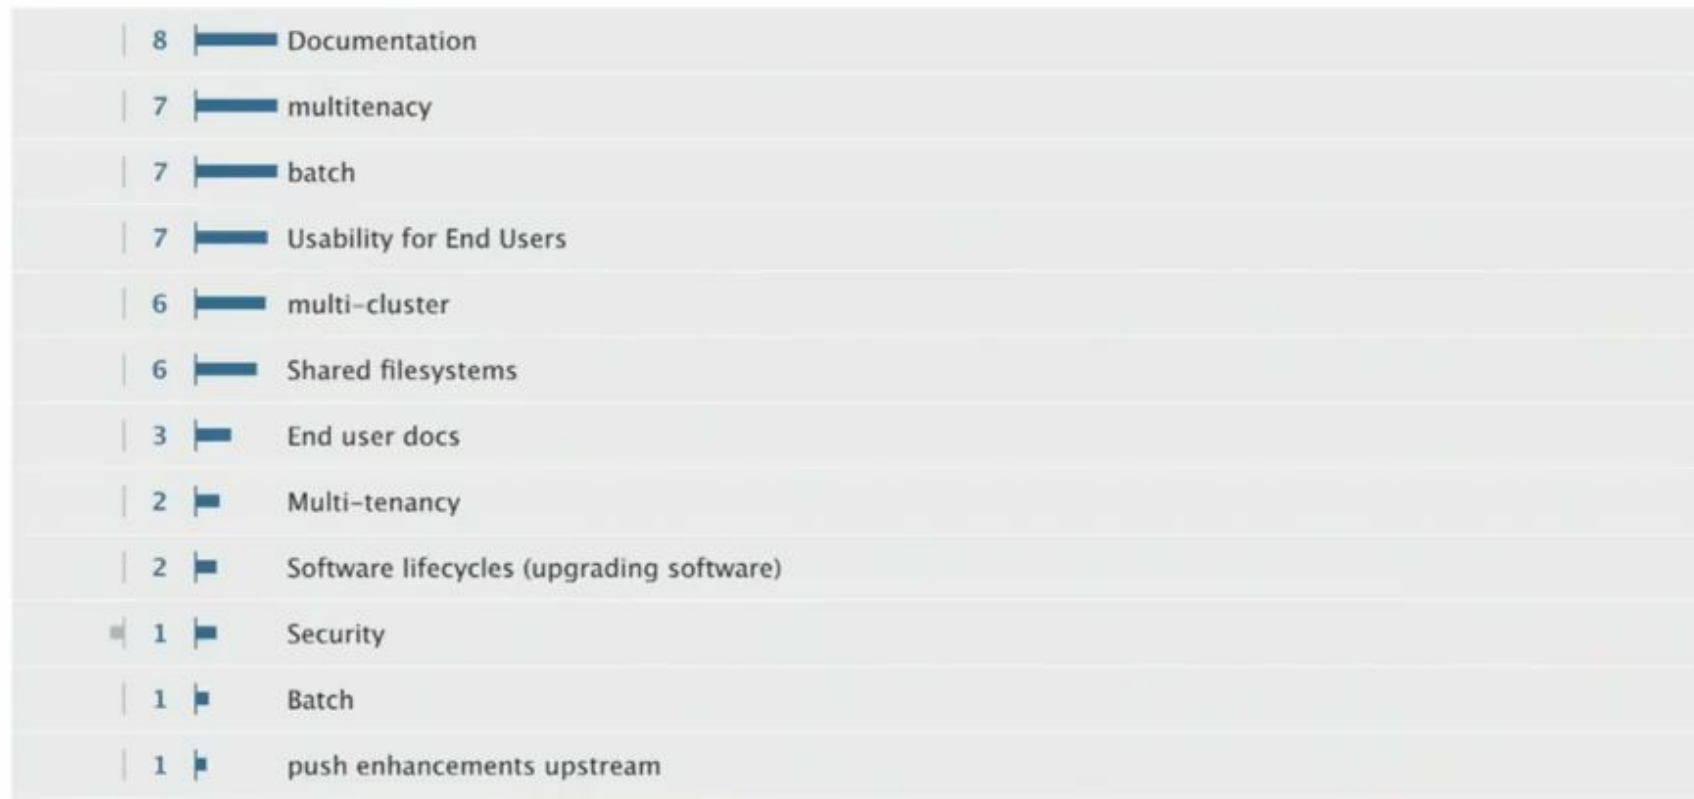 8 Documentation
7 multitenacy
7 batch
7 Usability for End Users
6 multi-cluster
6 Shared filesystems
3 End user docs
2 Multi-tenancy
2 Software lifecycles (upgrading software)
1 Security
1 Batch
1 push enhancements upstream